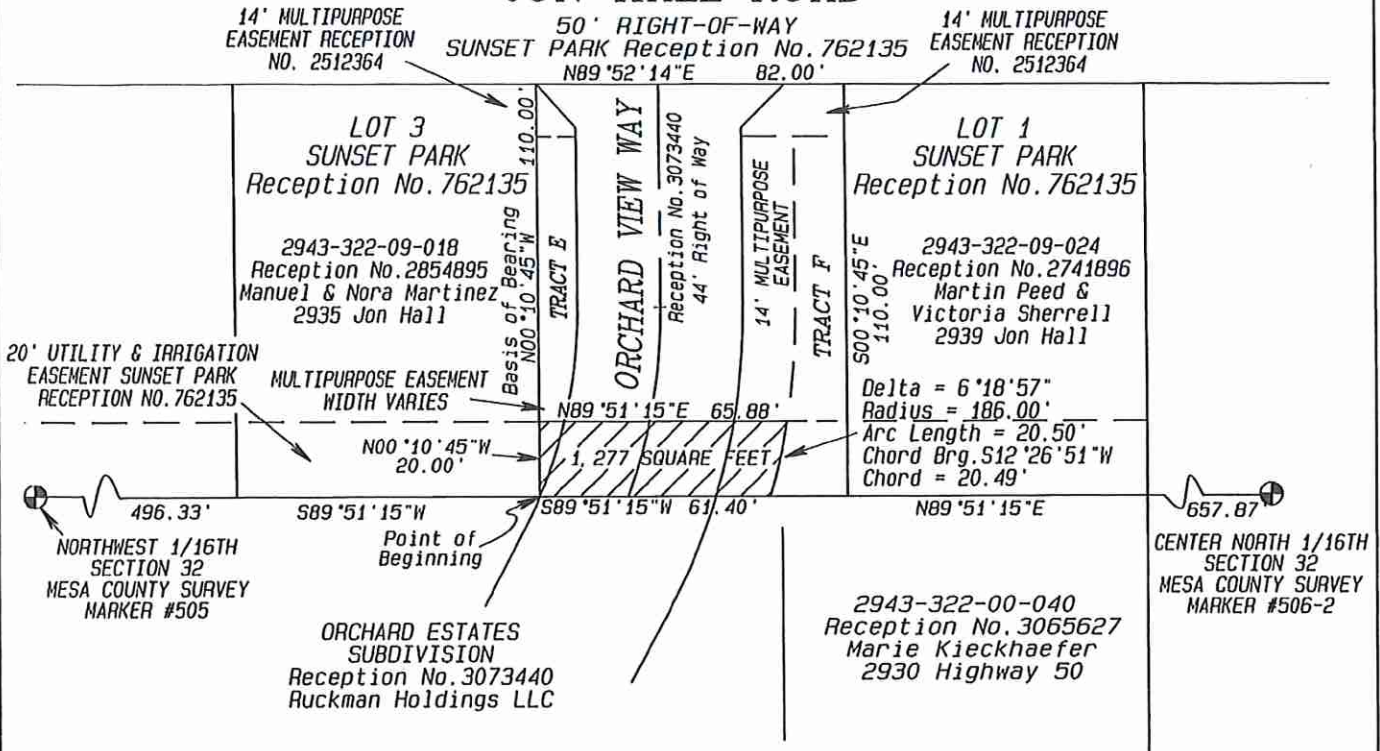 14' MULTIPURPOSE
EASEMENT RECEPTION
NO. 2512364
50' RIGHT-OF-WAY
SUNSET PARK Reception No. 762135
14' MULTIPURPOSE
EASEMENT RECEPTION
NO. 2512364
N89°52'14"E 82.00'
LOT 3
SUNSET PARK
Reception No. 762135
2943-322-09-018
Reception No. 2854895
Manuel & Nora Martinez
2935 Jon Hall
Basis of Bearing
N00°10'45"W 110.00'
TRACT E
ORCHARD VIEW WAY
Reception No. 3073440
44' Right of Way
14' MULTIPURPOSE
EASEMENT
TRACT F
S00°10'45"E
110.00'
LOT 1
SUNSET PARK
Reception No. 762135
2943-322-09-024
Reception No. 2741896
Martin Peed &
Victoria Sherrell
2939 Jon Hall
20' UTILITY & IRRIGATION
EASEMENT SUNSET PARK
RECEPTION NO. 762135
MULTIPURPOSE EASEMENT
WIDTH VARIES
N89°51'15"E 65.88'
N00°10'45"W
20.00'
1,277 SQUARE FEET
Delta = 6°18'57"
Radius = 186.00'
Arc Length = 20.50'
Chord Brg. S12°26'51"W
Chord = 20.49'
496.33'
S89°51'15"W
S89°51'15"W 61.40'
N89°51'15"E
657.87'
Point of
Beginning
NORTHWEST 1/16TH
SECTION 32
MESA COUNTY SURVEY
MARKER #505
CENTER NORTH 1/16TH
SECTION 32
MESA COUNTY SURVEY
MARKER #506-2
ORCHARD ESTATES
SUBDIVISION
Reception No. 3073440
Ruckman Holdings LLC
2943-322-00-040
Reception No. 3065627
Marie Kieckhaefer
2930 Highway 50